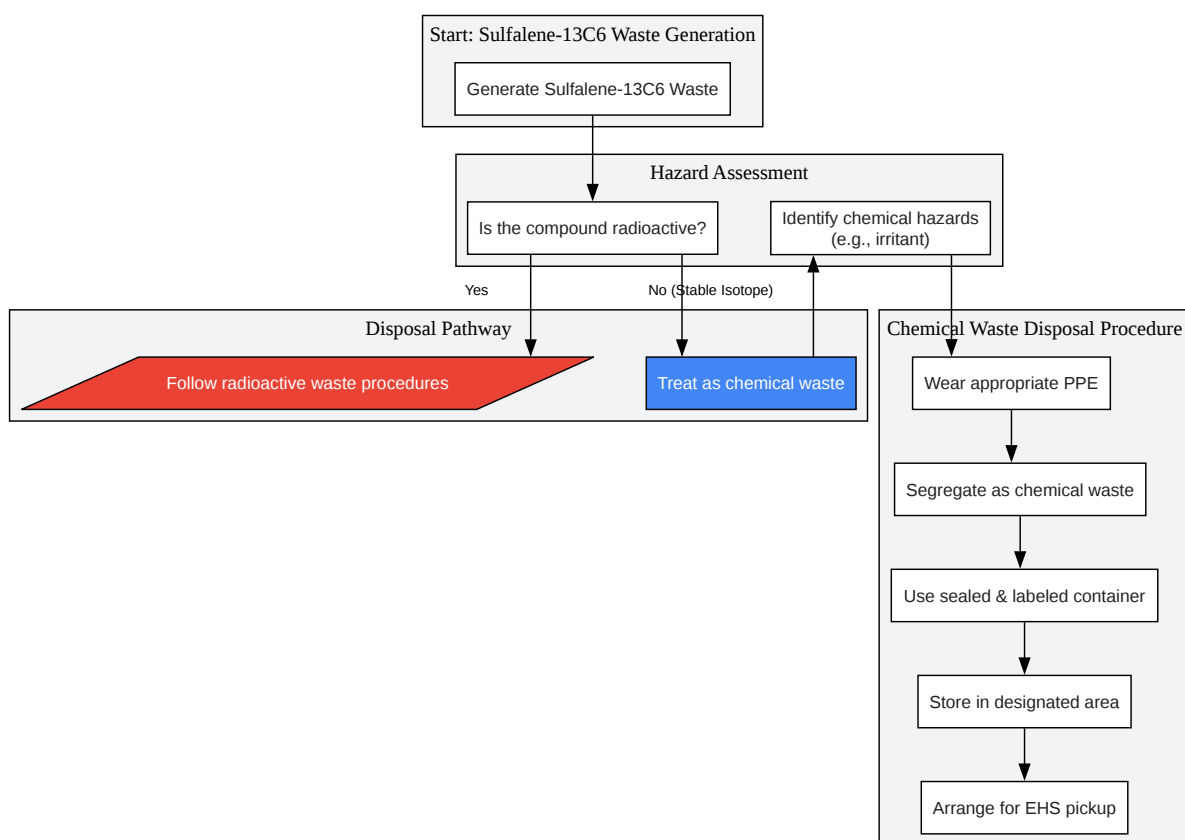 Start: Sulfalene-13C6 Waste Generation
Generate Sulfalene-13C6 Waste
Hazard Assessment
Is the compound radioactive?
Identify chemical hazards
(e.g., irritant)
Yes
No (Stable Isotope)
Disposal Pathway
Follow radioactive waste procedures
Treat as chemical waste
Chemical Waste Disposal Procedure
Wear appropriate PPE
Segregate as chemical waste
Use sealed & labeled container
Store in designated area
Arrange for EHS pickup